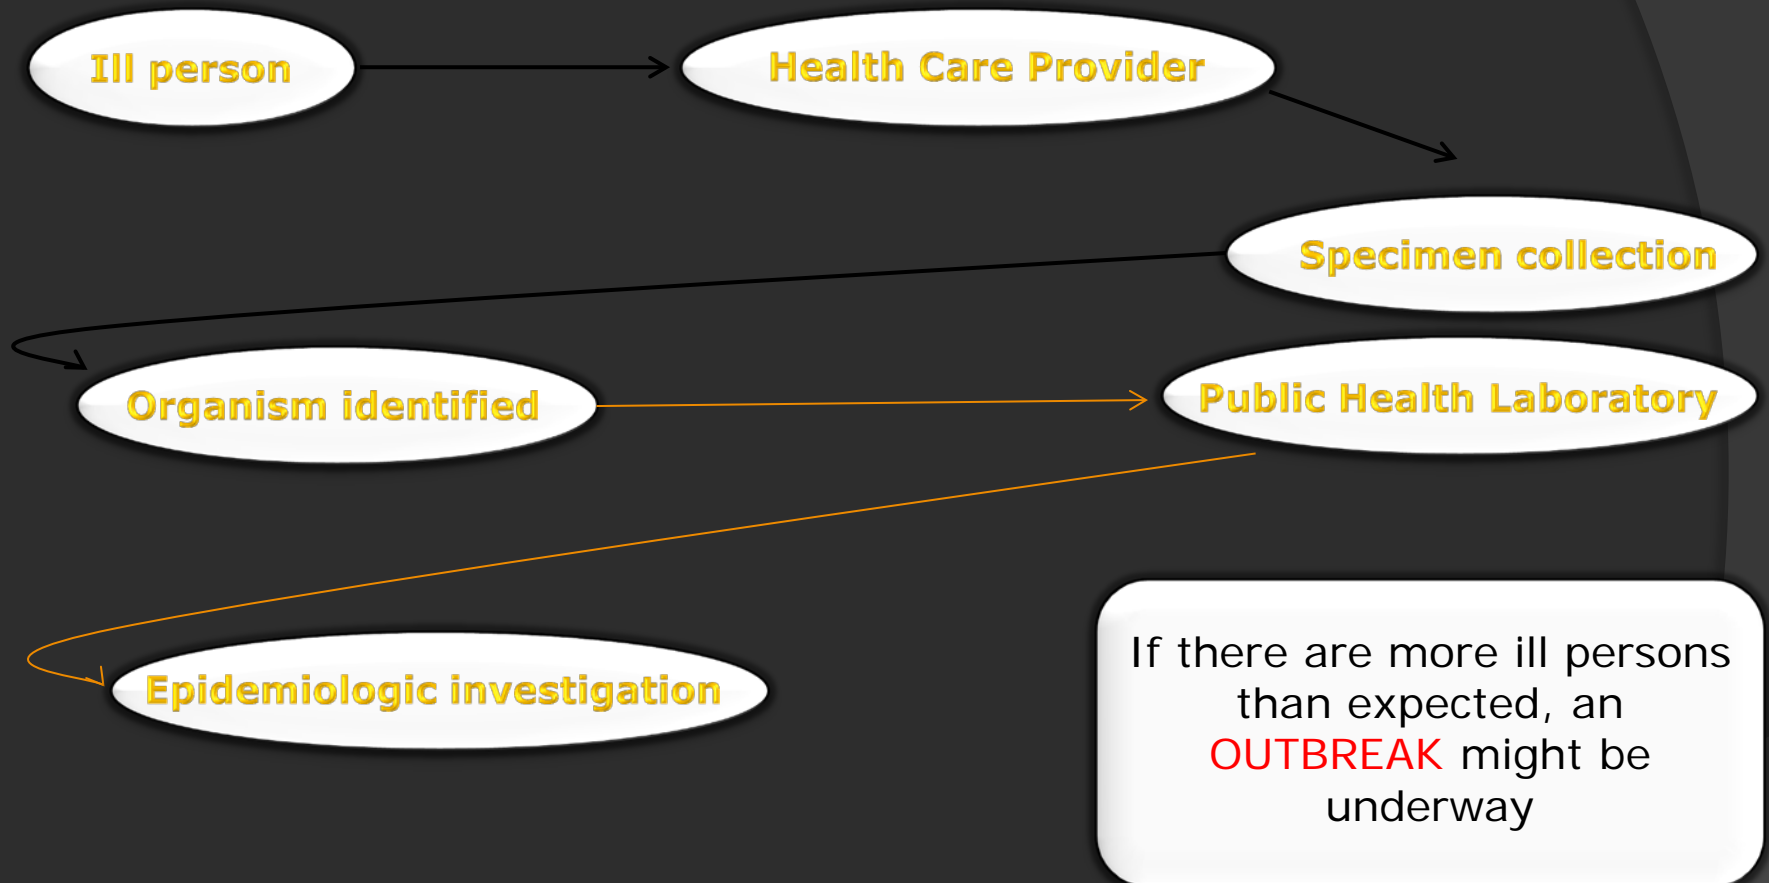 Ill person
Health Care Provider
Specimen collection
Organism identified
Public Health Laboratory
Epidemiologic investigation
If there are more ill persons
than expected, an
OUTBREAK might be
underway